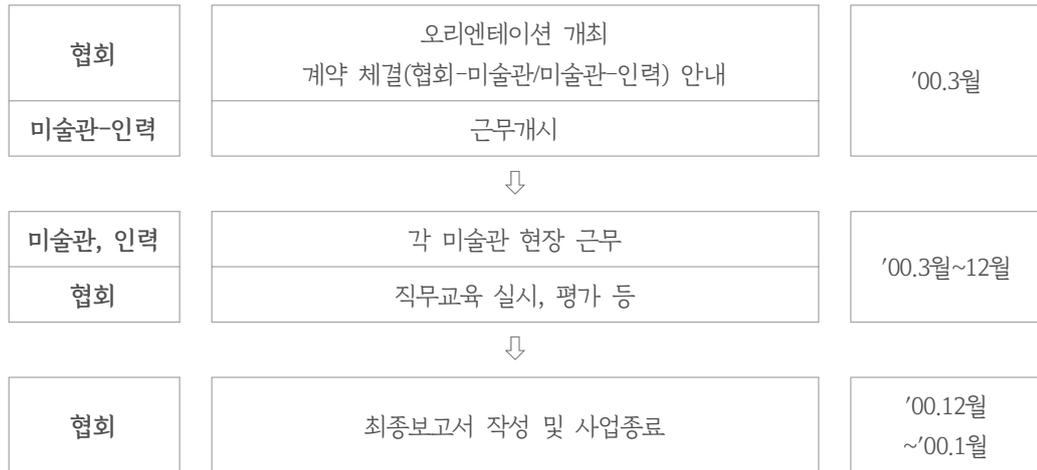 협회
오리엔테이션 개최
계약 체결(협회-미술관/미술관-인력) 안내
′00.3월
미술관-인력
근무개시
⇩
미술관, 인력
각 미술관 현장 근무
′00.3월~12월
협회
직무교육 실시, 평가 등
⇩
협회
최종보고서 작성 및 사업종료
′00.12월
~′00.1월